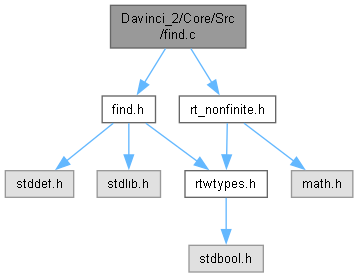 Davinci_2/Core/Src
/find.c
find.h
rt_nonfinite.h
stddef.h
stdlib.h
rtwtypes.h
math.h
stdbool.h